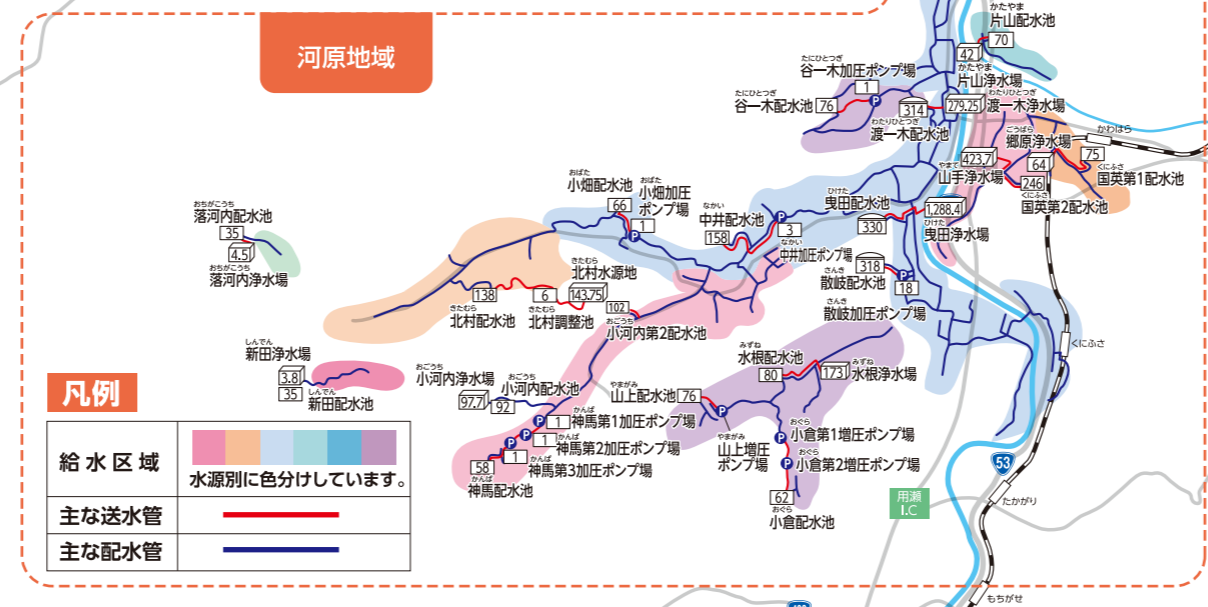 河原地域
かたやま
片山配水池
70
42
かたやま
片山浄水場
たにひとつぎ
谷一木加圧ポンプ場
1
たにひとつぎ
谷一木配水池
76
314
わたりひとつぎ
渡一木配水池
279.25
わたりひとつぎ
渡一木浄水場
ごうばら
郷原浄水場
64
かわはら
75
くにふさ
国英第1配水池
423.7
やまて
山手浄水場
246
くにふさ
国英第2配水池
おばた
小畑配水池
66
おばた
小畑加圧
ポンプ場
1
なかい
中井配水池
158
3
なかい
中井加圧ポンプ場
ひけた
曳田配水池
330
1,288.4
ひけた
曳田浄水場
318
さんき
散岐配水池
18
さんき
散岐加圧ポンプ場
おちがこうち
落河内配水池
35
4.5
おちがこうち
落河内浄水場
きたむら
北村水源地
143.75
138
きたむら
北村配水池
6
きたむら
北村調整池
102
おごうち
小河内第2配水池
しんでん
新田浄水場
3.8
35
しんでん
新田配水池
おごうち
小河内浄水場
97.7
おごうち
小河内配水池
92
かんば
1
神馬第1加圧ポンプ場
かんば
1
神馬第2加圧ポンプ場
かんば
1
神馬第3加圧ポンプ場
58
かんば
神馬配水池
みずね
水根配水池
80
173
みずね
水根浄水場
やまがみ
山上配水池
76
やまがみ
山上増圧
ポンプ場
おぐら
小倉第1増圧ポンプ場
おぐら
小倉第2増圧ポンプ場
62
おぐら
小倉配水池
くにふさ
53
たかがり
用瀬
I.C
もちがせ
凡例
給水区域
水源別に色分けしています。
主な送水管
主な配水管
P
P
P
P
P
P
P
P
P
P